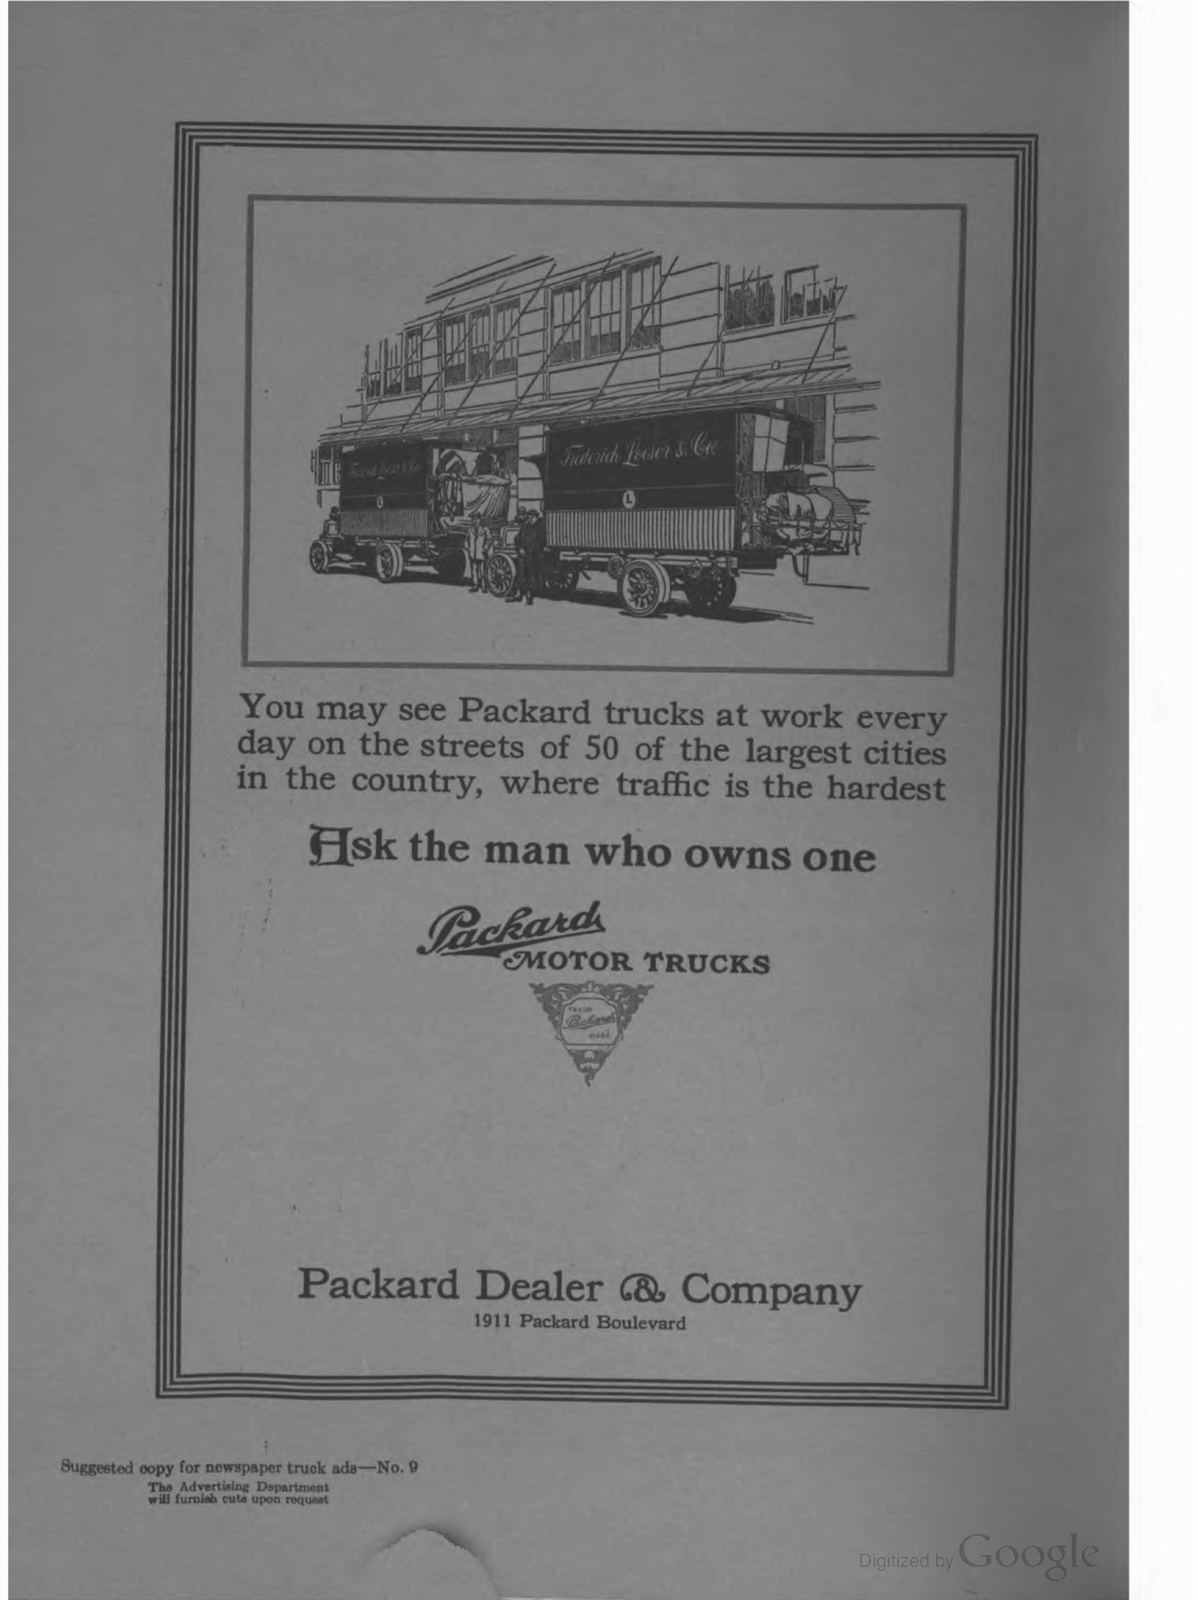 Frederick Loeser & Co.
L
L
You may see Packard trucks at work every
day on the streets of 50 of the largest cities
in the country, where traffic is the hardest
Ask the man who owns one
Packard
MOTOR TRUCKS
TRADE
Packard
MARK
Packard Dealer & Company
1911 Packard Boulevard
Suggested copy for newspaper truck ads—No. 9
The Advertising Department
will furnish cuts upon request
Digitized by Google